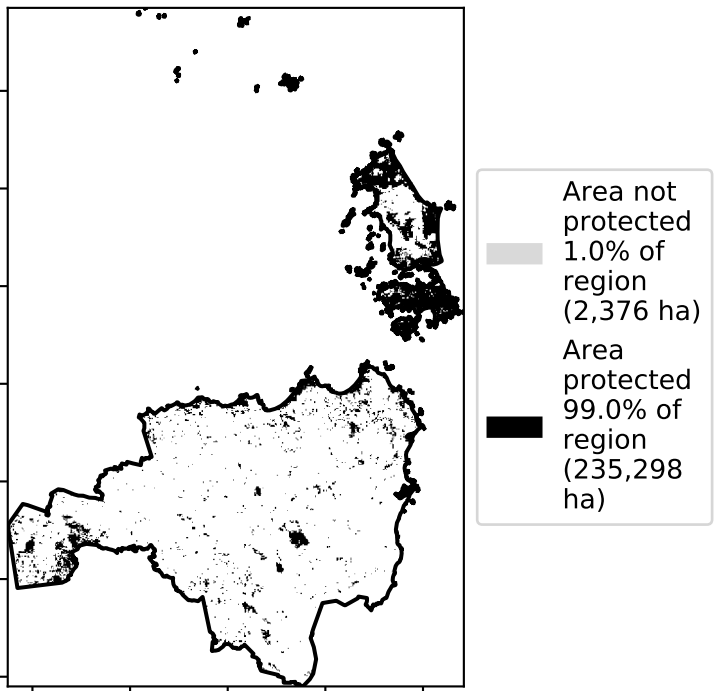 Area not
protected
1.0% of
region
(2,376 ha)
Area
protected
99.0% of
region
(235,298
ha)